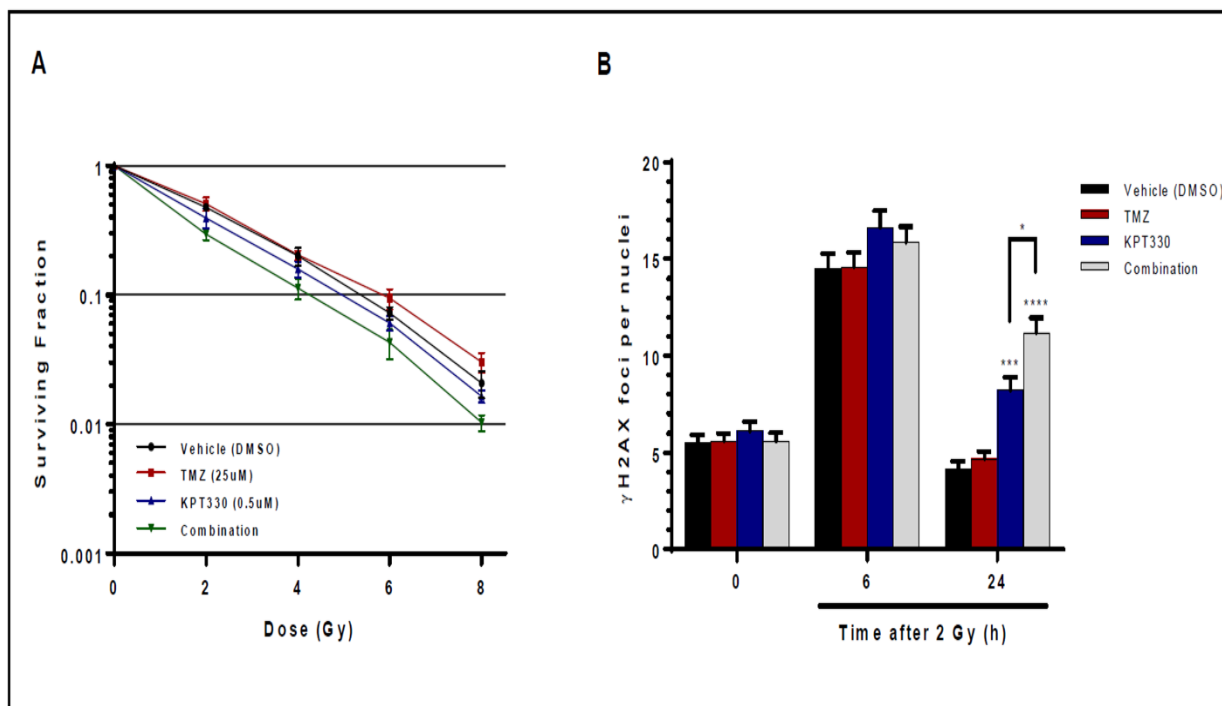 A
B
Surviving Fraction
1
0.1
0.01
0.001
0
2
4
6
8
Dose (Gy)
Vehicle (DMSO)
TMZ (25uM)
KPT330 (0.5uM)
Combination
γH2AX foci per nuclei
20
15
10
5
0
0
6
24
Time after 2 Gy (h)
*
***
****
Vehicle (DMSO)
TMZ
KPT330
Combination